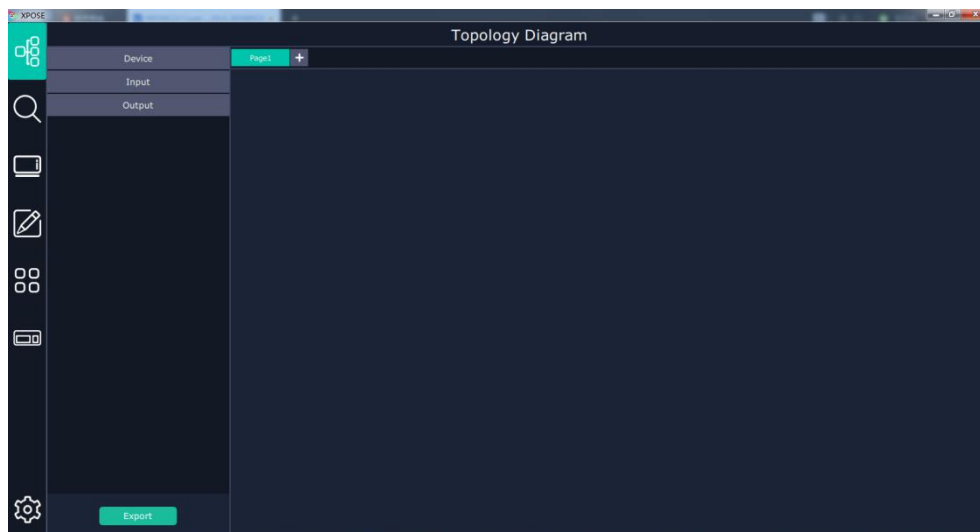 XPOSE
Topology Diagram
Device
Page1 +
Input
Output
Export